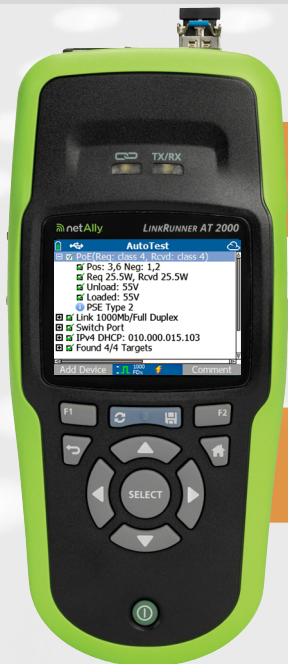 TX/RX
netAlly LINKRUNNER AT 2000
AutoTest
PoE(Req: class 4, Rcvd: class 4)
Pos: 3,6 Neg: 1,2
Req 25.5W, Rcvd 25.5W
Unload: 55V
Loaded: 55V
PSE Type 2
Link 1000Mb/Full Duplex
Switch Port
IPv4 DHCP: 010.000.015.103
Found 4/4 Targets
Add Device 1000 FDx Comment
F1 F2
SELECT